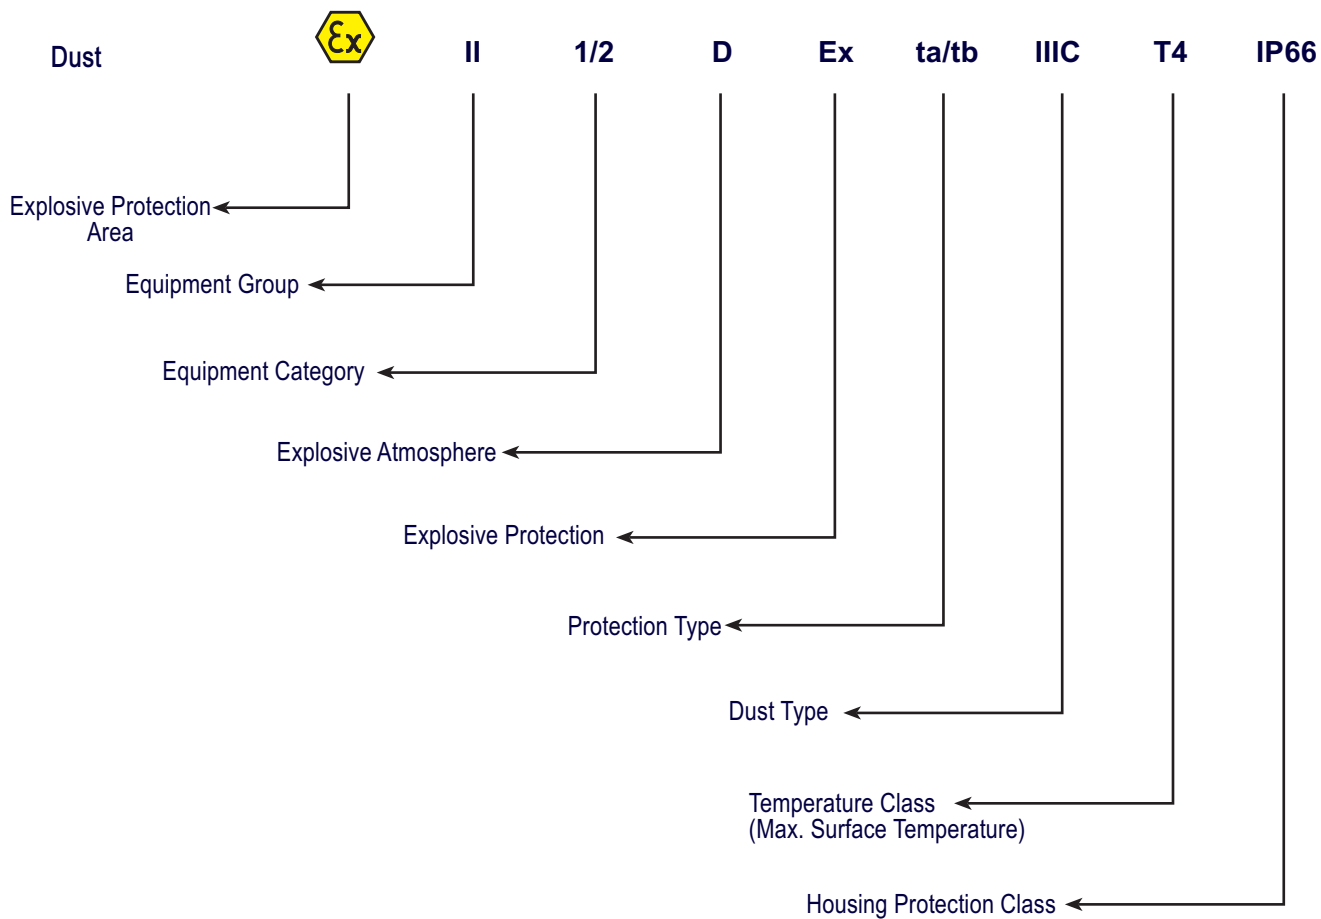 Dust Ex II 1/2 D Ex ta/tb IIIC T4 IP66
Explosive Protection
Area
Equipment Group
Equipment Category
Explosive Atmosphere
Explosive Protection
Protection Type
Dust Type
Temperature Class
(Max. Surface Temperature)
Housing Protection Class